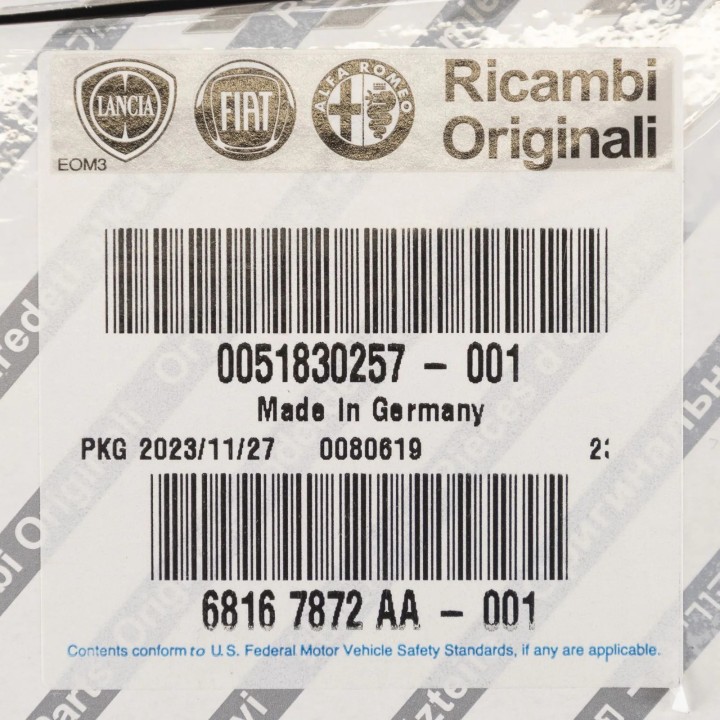 LANCIA
FIAT
ALFA ROMEO
Ricambi
Originali
EOM3
0051830257 - 001
Made In Germany
PKG 2023/11/27 0080619
6816 7872 AA - 001
Contents conform to U.S. Federal Motor Vehicle Safety Standards, if any are applicable.